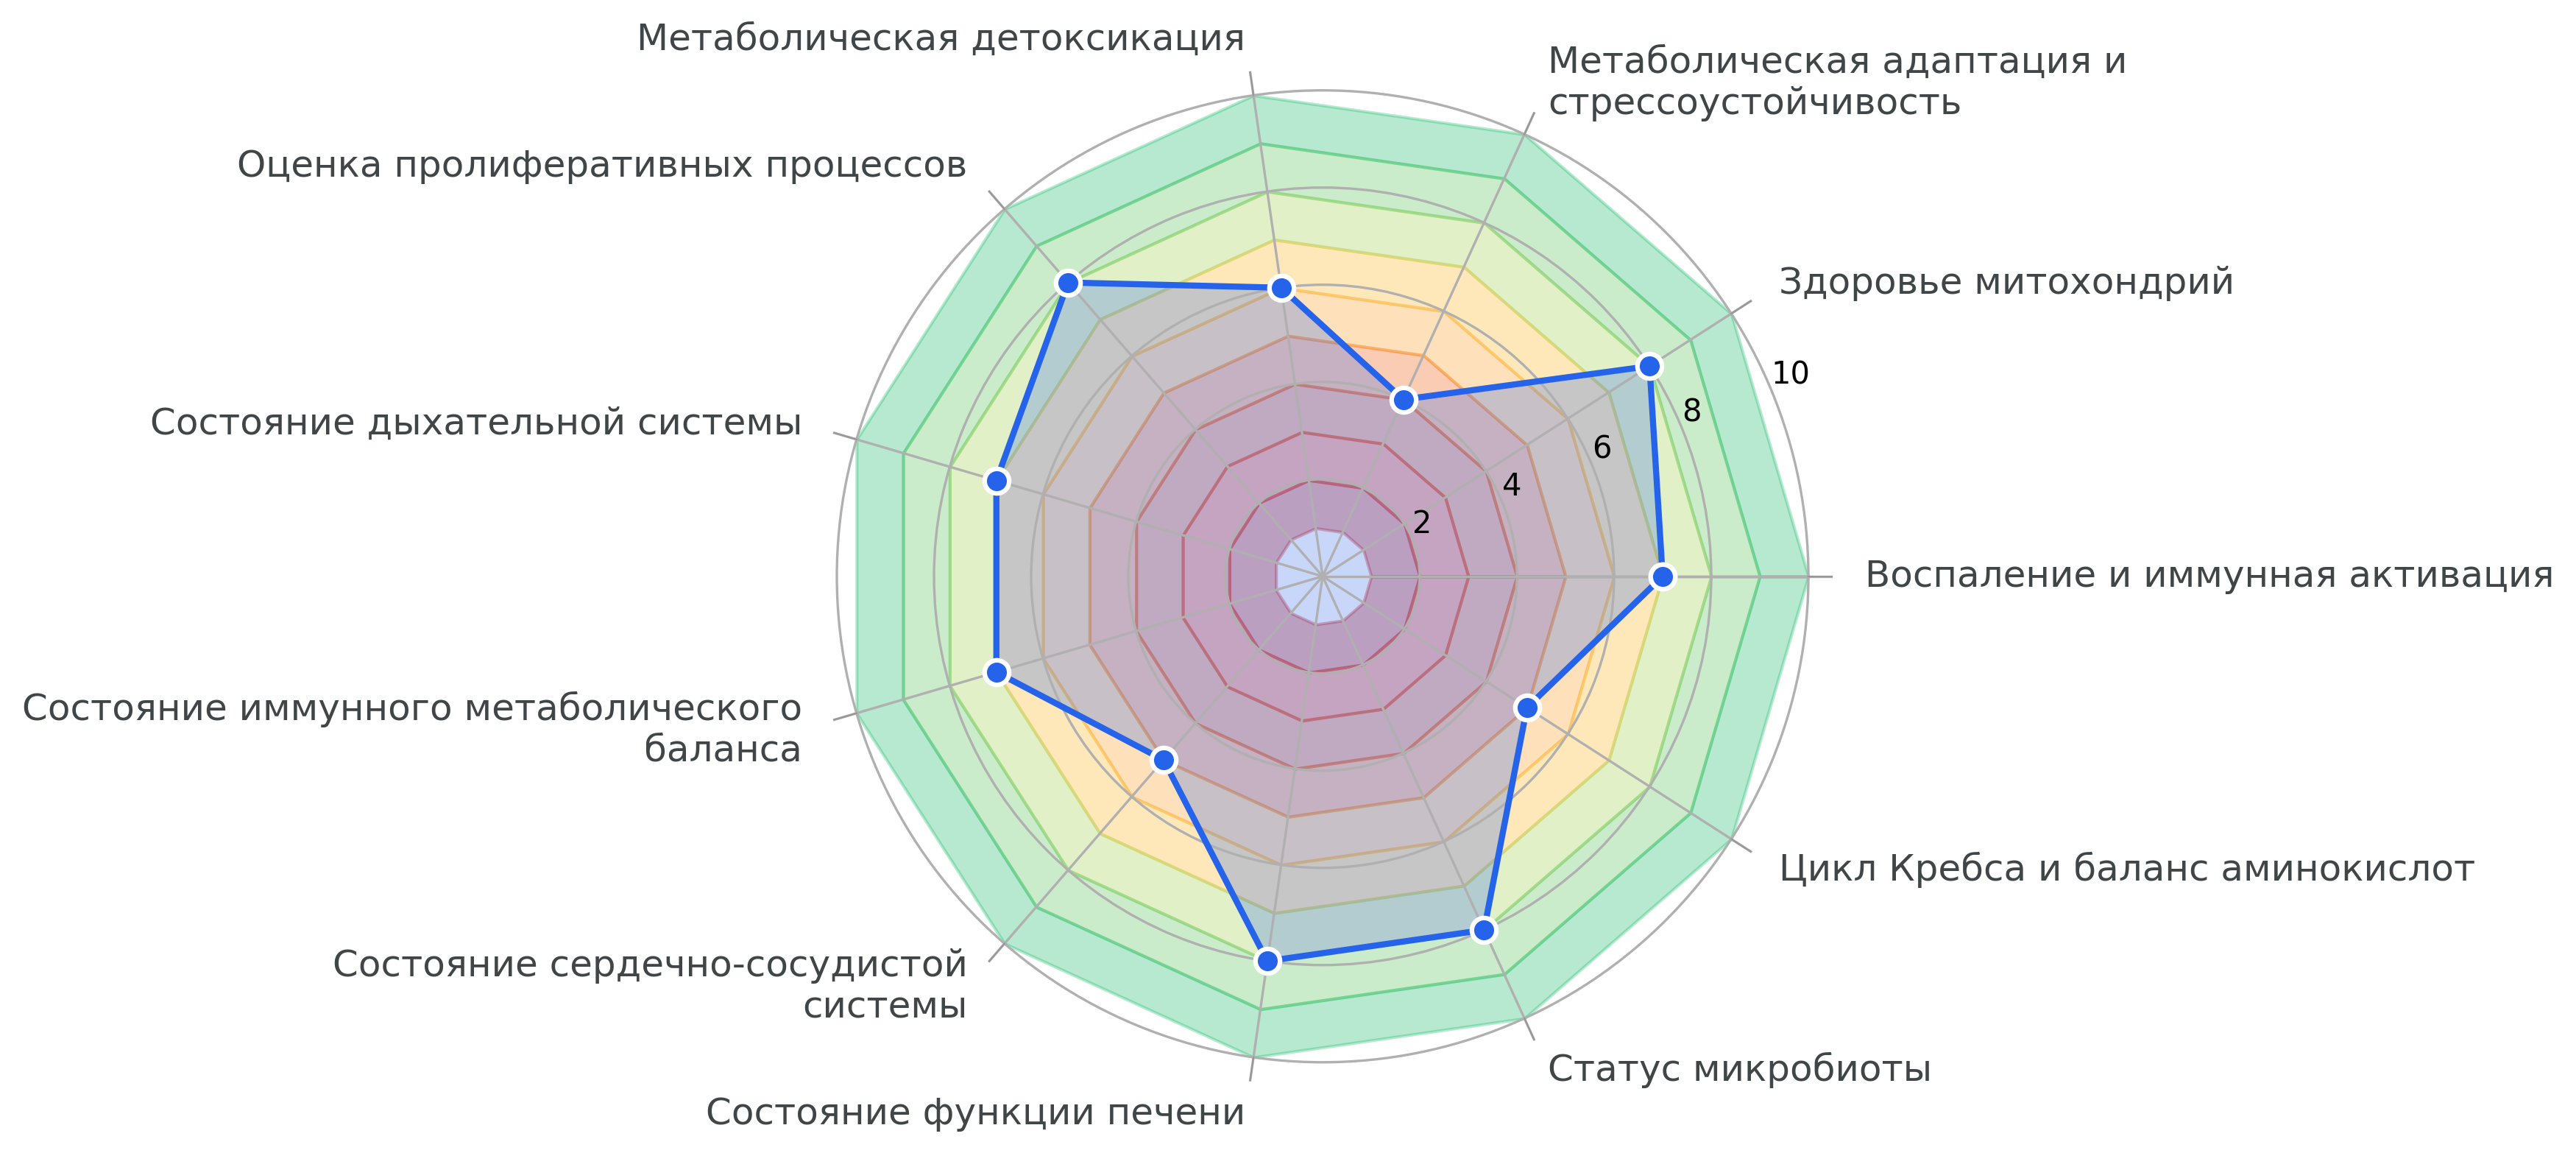 Метаболическая детоксикация
Метаболическая адаптация и
стрессоустойчивость
Оценка пролиферативных процессов
Здоровье митохондрий
10
8
6
4
2
Состояние дыхательной системы
Воспаление и иммунная активация
Состояние иммунного метаболического
баланса
Цикл Кребса и баланс аминокислот
Состояние сердечно-сосудистой
системы
Статус микробиоты
Состояние функции печени